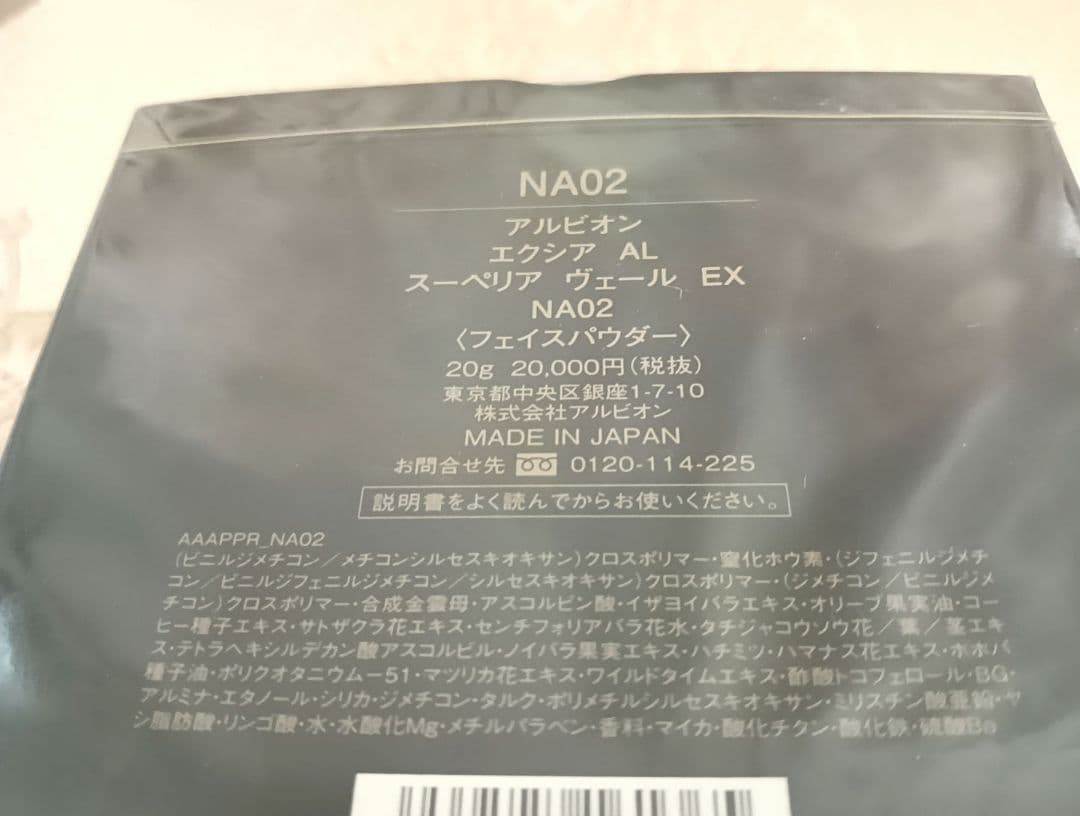 NA02
アルビオン
エクシア AL
スーペリア ヴェール EX
NA02
〈フェイスパウダー〉
20g 20,000円(税抜)
東京都中央区銀座1-7-10
株式会社アルビオン
MADE IN JAPAN
お問合せ先 0120-114-225
説明書をよく読んでからお使いください。
AAAPPR_NA02
(ビニルジメチコン/メチコンシルセスキオキサン)クロスポリマー・窒化ホウ素・(ジフェニルジメチ
コン/ビニルジフェニルジメチコン/シルセスキオキサン)クロスポリマー・(ジメチコン/ビニルジメ
チコン)クロスポリマー・合成金雲母・アスコルビン酸・イザヨイバラエキス・オリーブ果実油・コー
ヒー種子エキス・サトザクラ花エキス・センチフォリアバラ花水・タチジャコウソウ花/葉/茎エキ
ス・テトラヘキシルデカン酸アスコルビル・ノイバラ果実エキス・ハチミツ・ハマナス花エキス・ホホバ
種子油・ポリクオタニウム－51・マツリカ花エキス・ワイルドタイムエキス・酢酸トコフェロール・BG・
アルミナ・エタノール・シリカ・ジメチコン・タルク・ポリメチルシルセスキオキサン・ミリスチン酸亜鉛・ヤ
シ脂肪酸・リンゴ酸・水・水酸化Mg・メチルパラベン・香料・マイカ・酸化チタン・酸化鉄・硫酸Ba